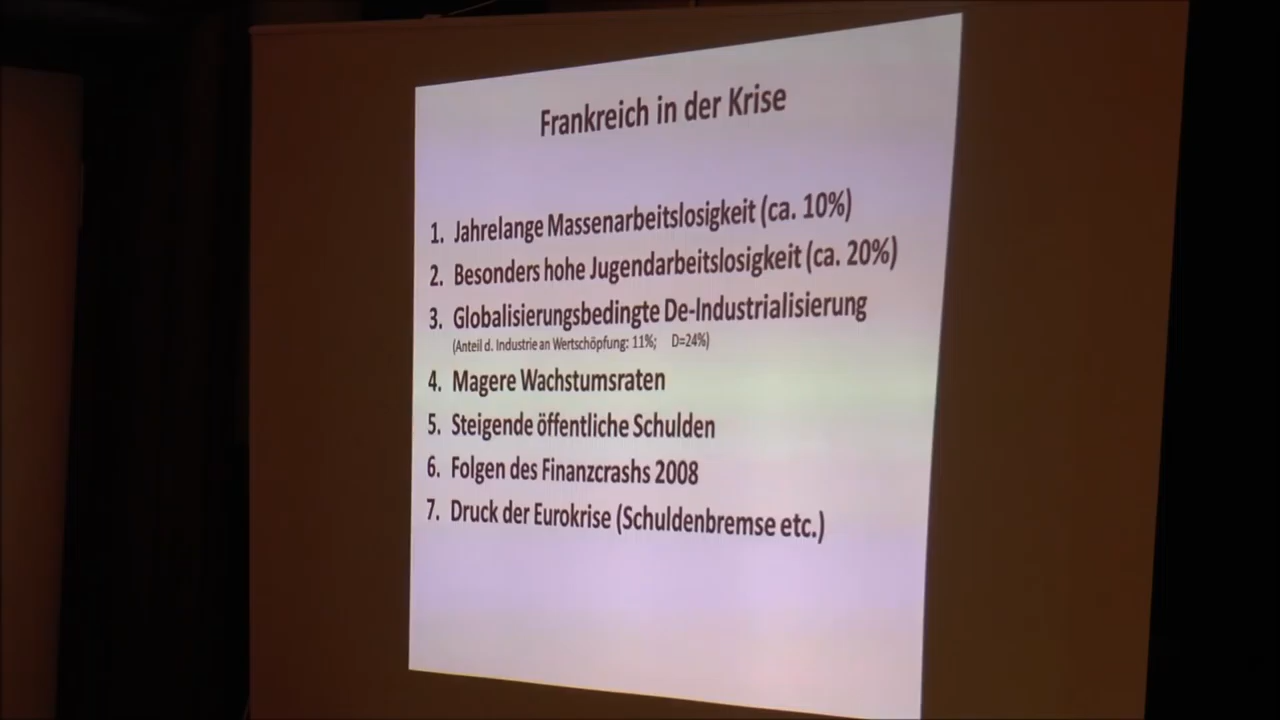 Frankreich in der Krise
1. Jahrelange Massenarbeitslosigkeit (ca. 10%)
2. Besonders hohe Jugendarbeitslosigkeit (ca. 20%)
3. Globalisierungsbedingte De-Industrialisierung
(Anteil d. Industrie an Wertschöpfung: 11%; D=24%)
4. Magere Wachstumsraten
5. Steigende öffentliche Schulden
6. Folgen des Finanzcrashs 2008
7. Druck der Eurokrise (Schuldenbremse etc.)